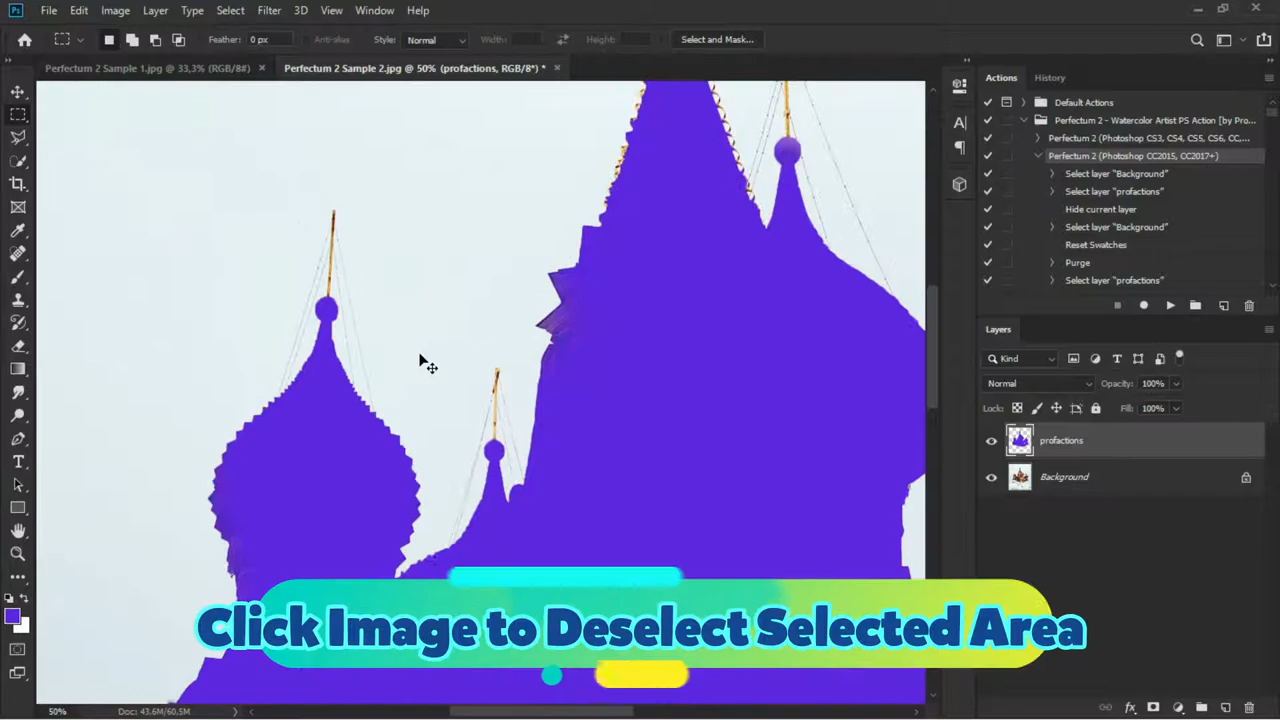 Ps File Edit Image Layer Type Select Filter 3D View Window Help
Feather: 0 px Anti-alias Style: Normal Width: Height: Select and Mask...
Perfectum 2 Sample 1.jpg @ 33,3% (RGB/8#) × Perfectum 2 Sample 2.jpg @ 50% (profactions, RGB/8*) * ×
Actions History
Default Actions
Perfectum 2 - Watercolor Artist PS Action [by Pro...
Perfectum 2 (Photoshop CS3, CS4, CS5, CS6, CC,...
Perfectum 2 (Photoshop CC2015, CC2017+)
Select layer "Background"
Select layer "profactions"
Hide current layer
Select layer "Background"
Reset Swatches
Purge
Select layer "profactions"
Layers
Kind
Normal Opacity: 100%
Lock: Fill: 100%
profactions
Background
Click Image to Deselect Selected Area
50% Doc: 43.6M/60,5M